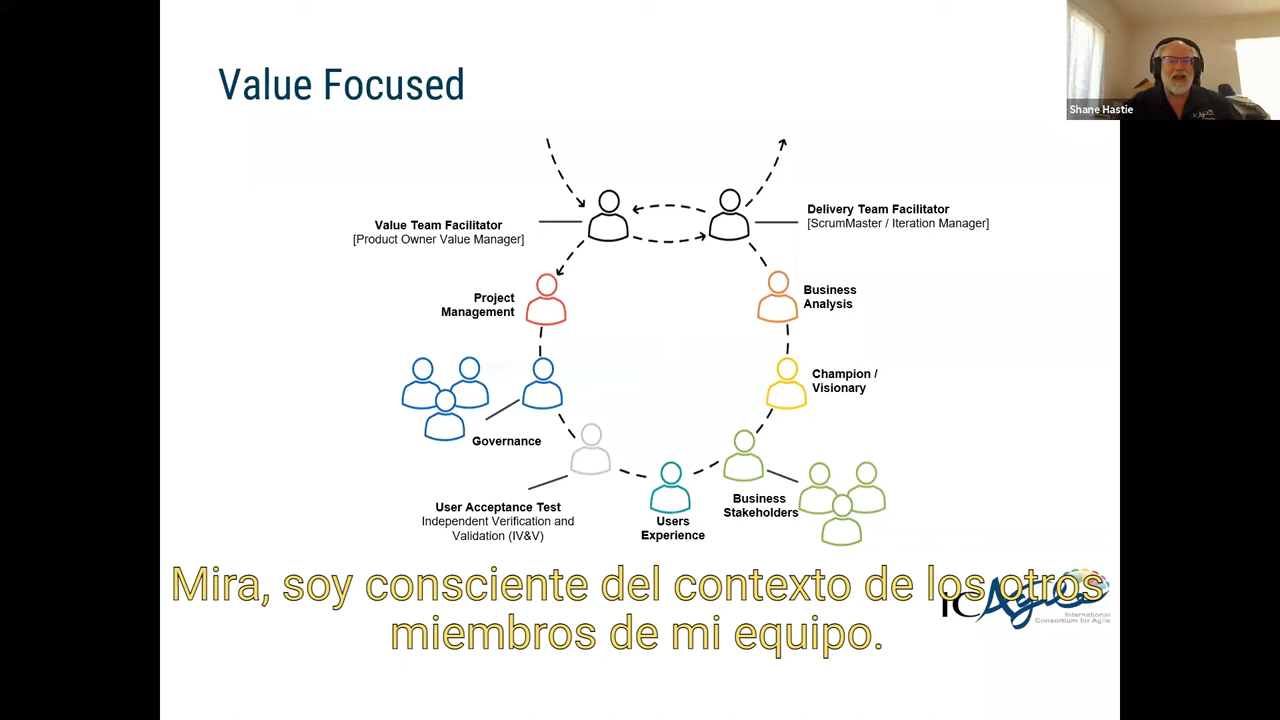 Value Focused
Shane Hastie
Value Team Facilitator
[Product Owner Value Manager]
Delivery Team Facilitator
[ScrumMaster / Iteration Manager]
Project
Management
Business
Analysis
Champion /
Visionary
Governance
User Acceptance Test
Independent Verification and
Validation (IV&V)
Users
Experience
Business
Stakeholders
Mira, soy consciente del contexto de los otros
miembros de mi equipo.
ICAgile
International
Consortium for Agile